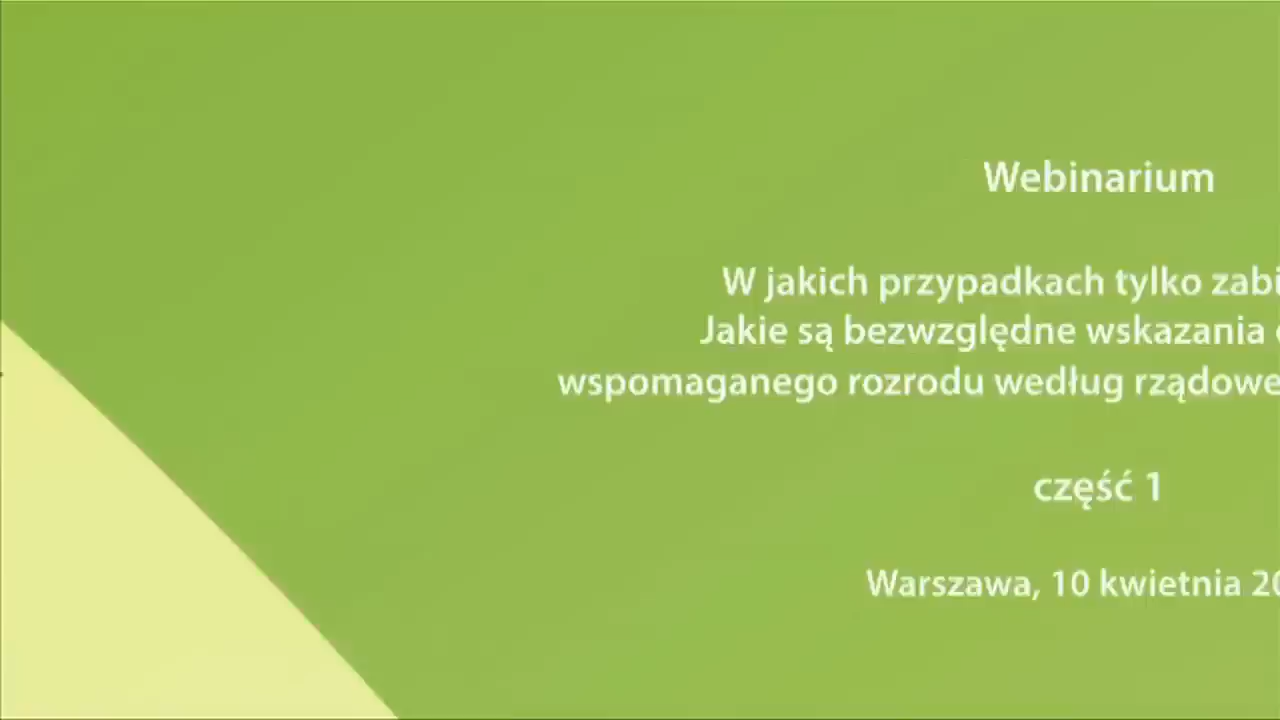 Webinarium
W jakich przypadkach tylko
Jakie są bezwzględne wskazania
wspomaganego rozrodu według
część 1
Warszawa, 10 kwietnia